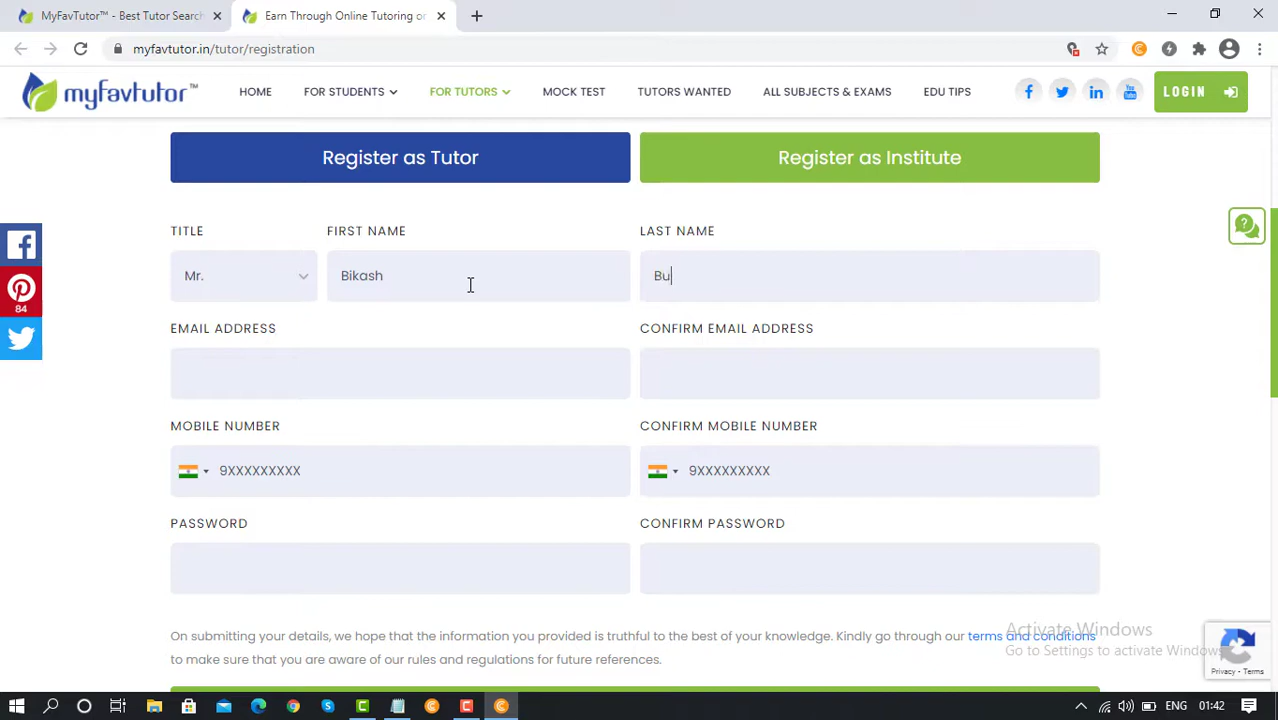 MyFavTutor™ - Best Tutor Search
Earn Through Online Tutoring or
myfavtutor.in/tutor/registration
myfavtutor™
HOME
FOR STUDENTS
FOR TUTORS
MOCK TEST
TUTORS WANTED
ALL SUBJECTS & EXAMS
EDU TIPS
LOGIN
Register as Tutor
Register as Institute
TITLE
FIRST NAME
LAST NAME
Mr.
Bikash
Bu
84
EMAIL ADDRESS
CONFIRM EMAIL ADDRESS
MOBILE NUMBER
CONFIRM MOBILE NUMBER
9XXXXXXXXX
9XXXXXXXXX
PASSWORD
CONFIRM PASSWORD
On submitting your details, we hope that the information you provided is truthful to the best of your knowledge. Kindly go through our terms and conditions
to make sure that you are aware of our rules and regulations for future references.
Activate Windows
Go to Settings to activate Windows.
Privacy - Terms
ENG
01:42